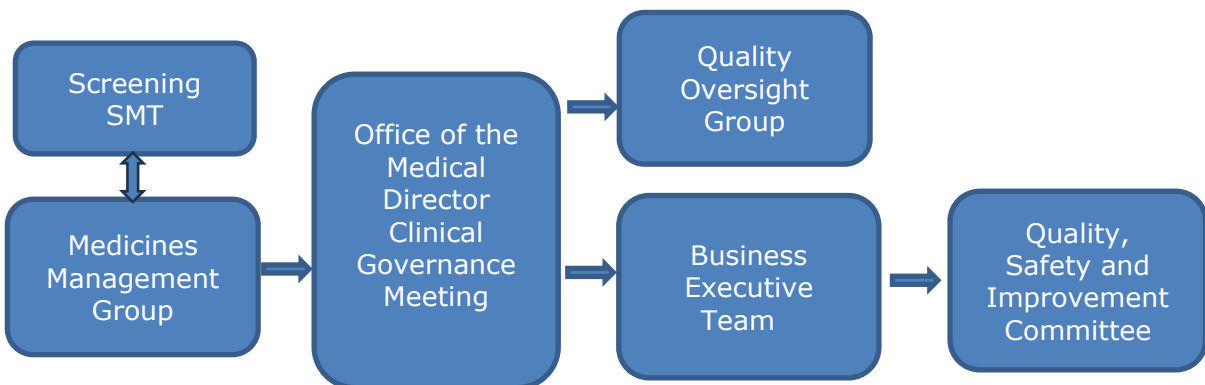 Screening
SMT
Medicines
Management
Group
Office of the
Medical
Director
Clinical
Governance
Meeting
Quality
Oversight
Group
Business
Executive
Team
Quality,
Safety and
Improvement
Committee